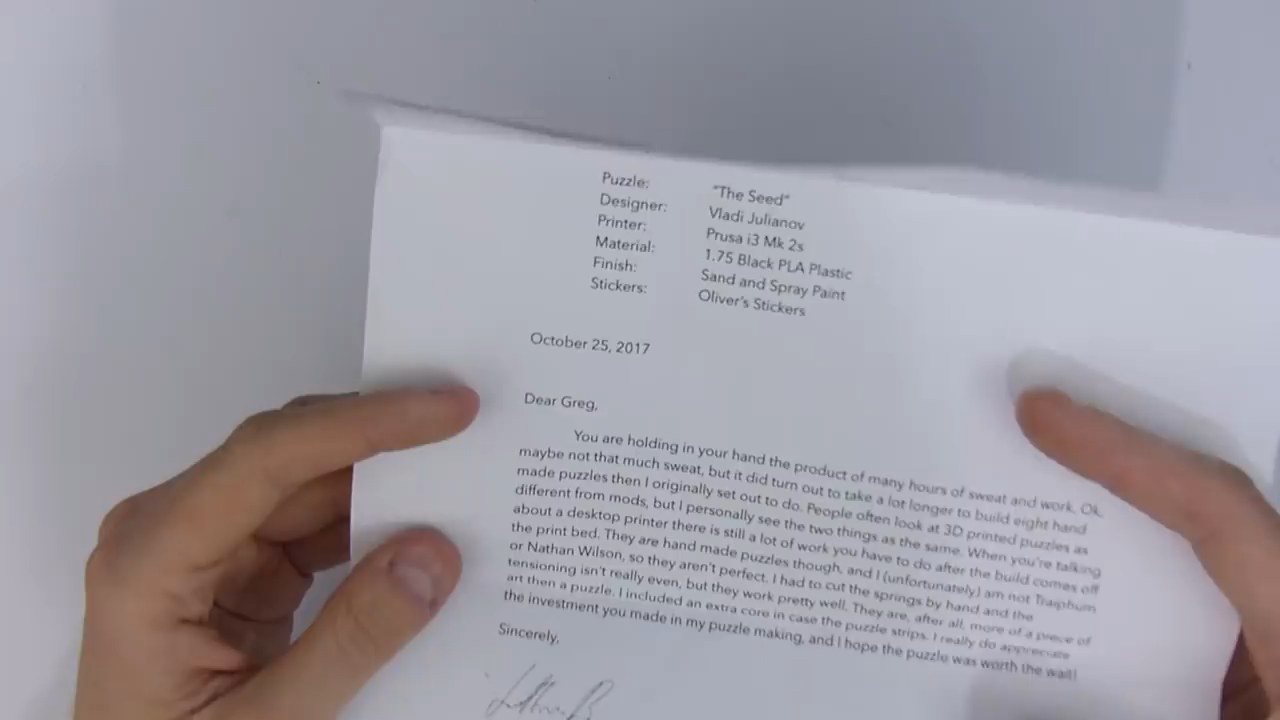 Puzzle: "The Seed"
Designer: Vladi Julianov
Printer: Prusa i3 Mk 2s
Material: 1.75 Black PLA Plastic
Finish: Sand and Spray Paint
Stickers: Oliver's Stickers
October 25, 2017
Dear Greg,
You are holding in your hand the product of many hours of sweat and work. Ok,
maybe not that much sweat, but it did turn out to take a lot longer to build eight hand
made puzzles then I originally set out to do. People often look at 3D printed puzzles as
different from mods, but I personally see the two things as the same. When you're talking
about a desktop printer there is still a lot of work you have to do after the build comes off
the print bed. They are hand made puzzles though, and I (unfortunately) am not Traiphum
or Nathan Wilson, so they aren't perfect. I had to cut the springs by hand and the
tensioning isn't really even, but they work pretty well. They are, after all, more of a piece of
art then a puzzle. I included an extra core in case the puzzle strips. I really do appreciate
the investment you made in my puzzle making, and I hope the puzzle was worth the wait!
Sincerely,